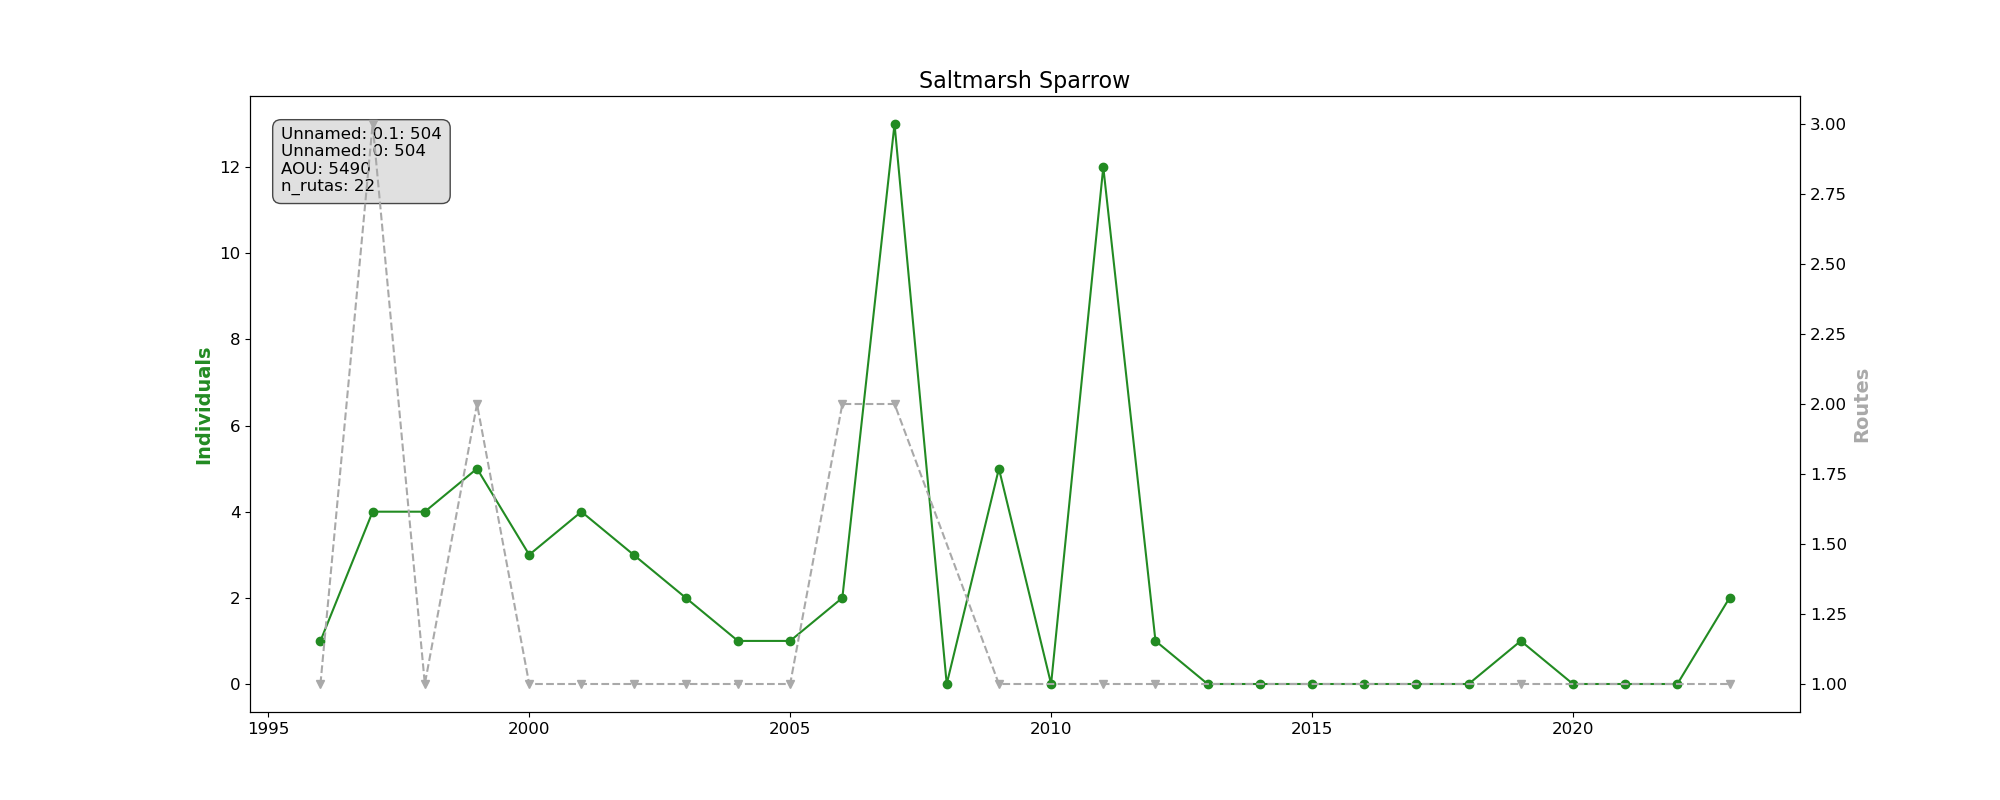 Saltmarsh Sparrow
Unnamed: 0.1: 504
Unnamed: 0: 504
AOU: 5490
n_rutas: 22
12
10
8
6
4
2
0
Individuals
3.00
2.75
2.50
2.25
2.00
1.75
1.50
1.25
1.00
Routes
1995 2000 2005 2010 2015 2020